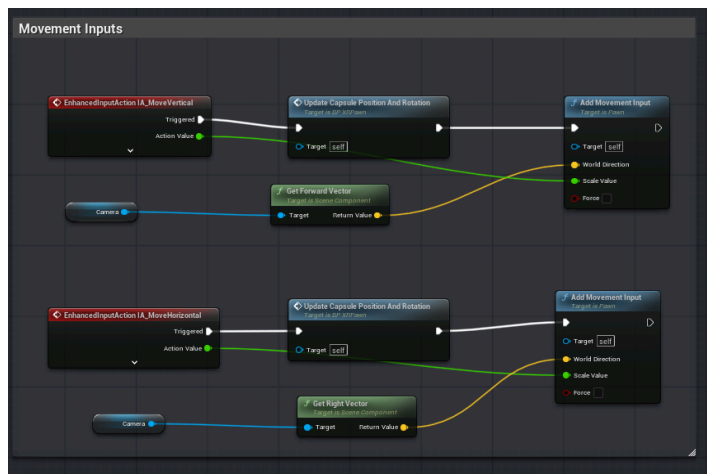 Movement Inputs
EnhancedInputAction IA_MoveVertical
Triggered
Action Value
Update Capsule Position And Rotation
Target is BP XRPawn
Target self
Add Movement Input
Target is Pawn
Target self
World Direction
Scale Value
Force
Camera
Get Forward Vector
Target is Scene Component
Target Return Value
EnhancedInputAction IA_MoveHorizontal
Triggered
Action Value
Update Capsule Position And Rotation
Target is BP XRPawn
Target self
Add Movement Input
Target is Pawn
Target self
World Direction
Scale Value
Force
Camera
Get Right Vector
Target is Scene Component
Target Return Value